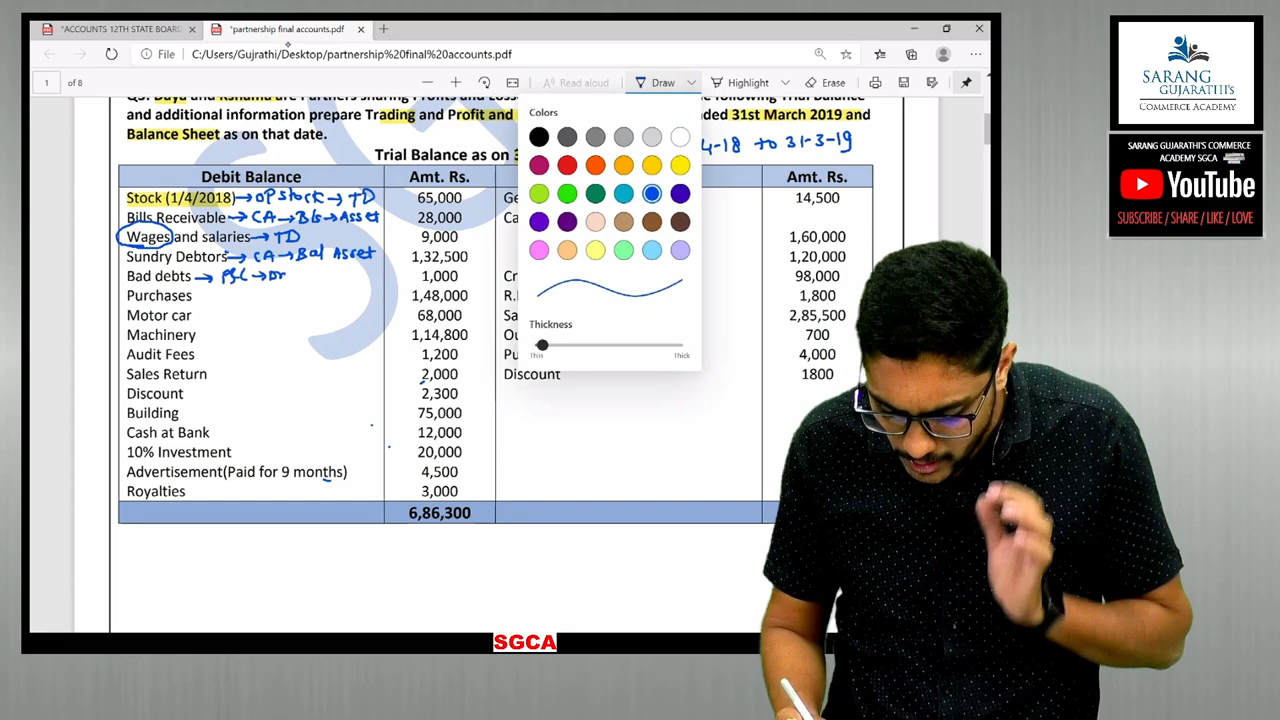 "ACCOUNTS 12TH STATE BOARD
"partnership final accounts.pdf
File
C:/Users/Gujrathi/Desktop/partnership%20final%20accounts.pdf
1 of 8
Read aloud
Draw
Highlight
Erase
and additional information prepare Trading and Profit and
ded 31st March 2019 and
Balance Sheet as on that date.
4-18 to 31-3-19
Trial Balance as on 3
Debit Balance Amt. Rs. Amt. Rs.
Stock (1/4/2018) → OP Stock → TD 65,000 Ge 14,500
Bills Receivable → CA → B/s → Asset 28,000 Ca
Wages and salaries → TD 9,000 1,60,000
Sundry Debtors → CA → Bal Asset 1,32,500 1,20,000
Bad debts → P&L → Dr 1,000 Cr 98,000
Purchases 1,48,000 R. 1,800
Motor car 68,000 Sa 2,85,500
Machinery 1,14,800 Ou 700
Audit Fees 1,200 Pu 4,000
Sales Return 2,000 Discount 1800
Discount 2,300
Building 75,000
Cash at Bank 12,000
10% Investment 20,000
Advertisement(Paid for 9 months) 4,500
Royalties 3,000
6,86,300
Colors
Thickness
Thin Thick
SGCA
SARANG
GUJARATHI'S
COMMERCE ACADEMY
SARANG GUJARATHI'S COMMERCE
ACADEMY SGCA
YouTube
SUBSCRIBE / SHARE / LIKE / LOVE